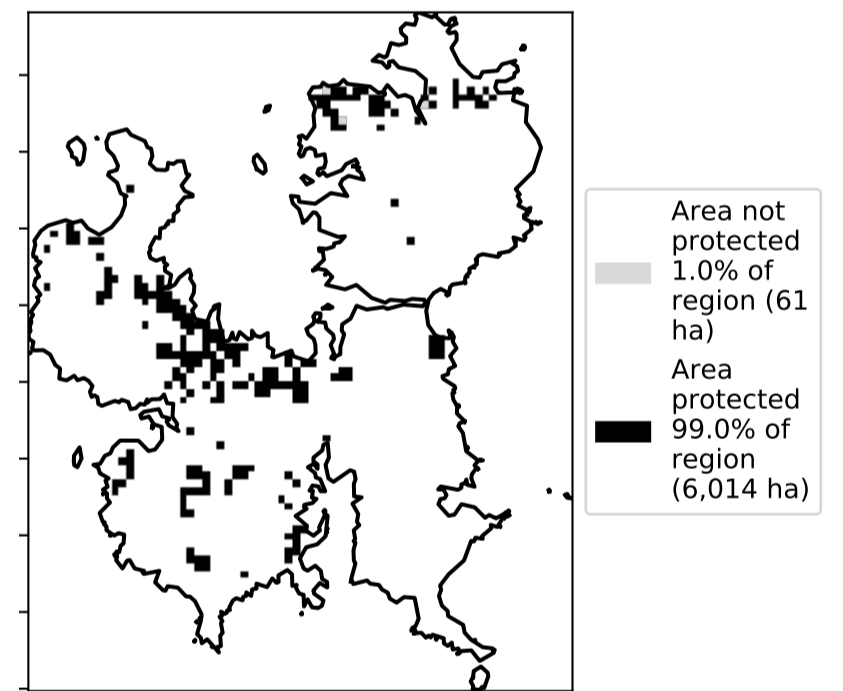 Area not
protected
1.0% of
region (61
ha)
Area
protected
99.0% of
region
(6,014 ha)